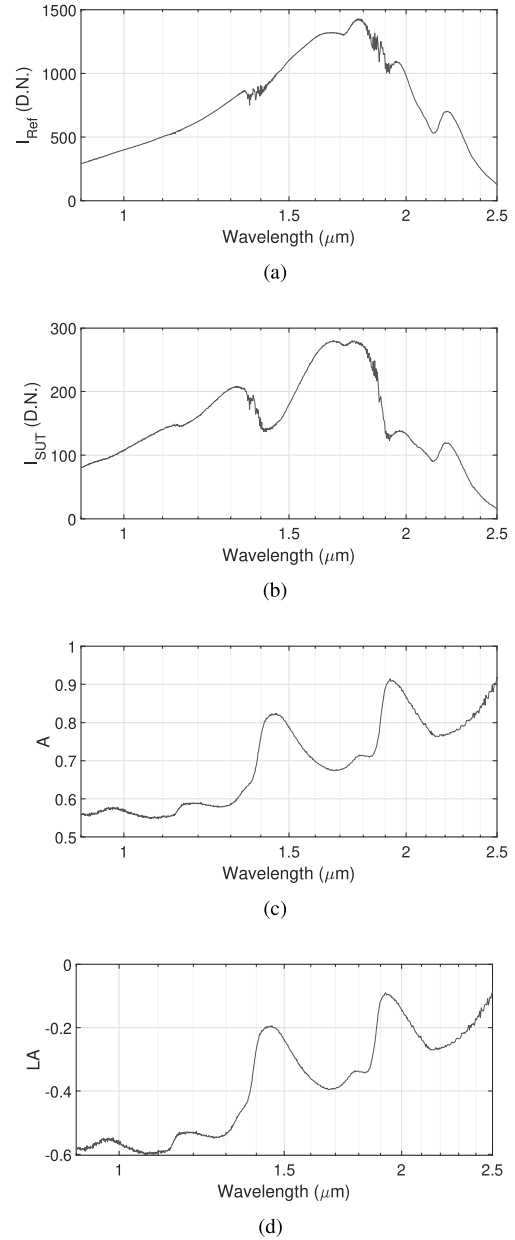 1500
1000
500
0
I_Ref (D.N.)
1 1.5 2 2.5
Wavelength (μm)
(a)
300
200
100
0
I_SUT (D.N.)
1 1.5 2 2.5
Wavelength (μm)
(b)
1
0.9
0.8
0.7
0.6
0.5
A
1 1.5 2 2.5
Wavelength (μm)
(c)
0
-0.2
-0.4
-0.6
LA
1 1.5 2 2.5
Wavelength (μm)
(d)